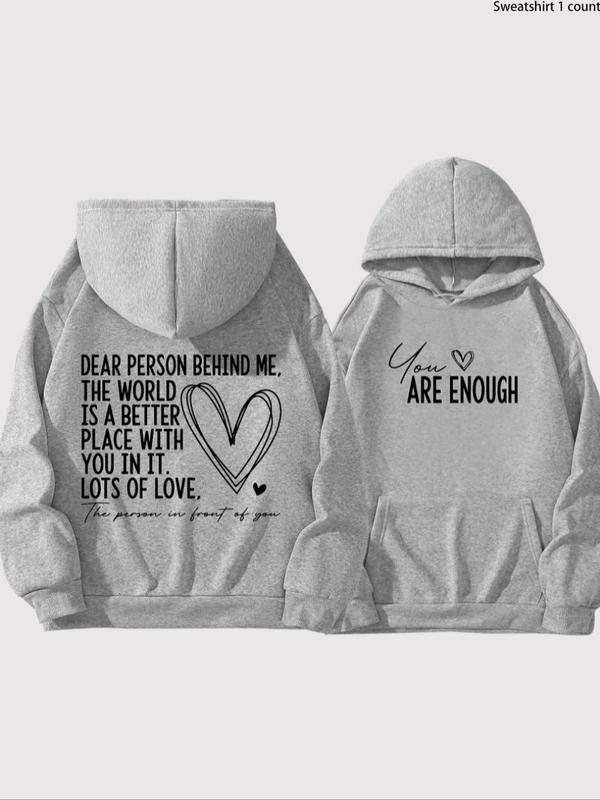 Sweatshirt 1 count
DEAR PERSON BEHIND ME,
THE WORLD
IS A BETTER
PLACE WITH
YOU IN IT.
LOTS OF LOVE,
The person in front of you
You
ARE ENOUGH